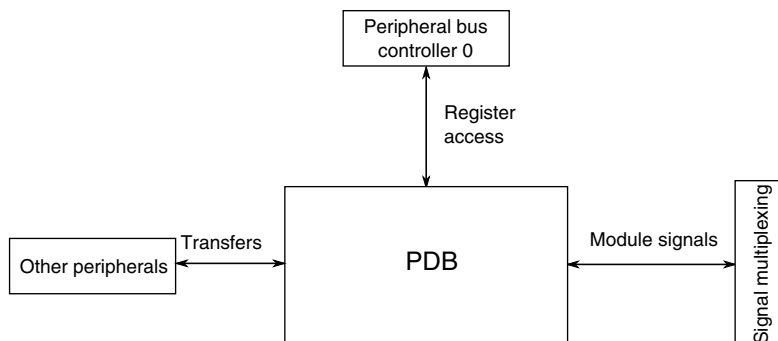 Peripheral bus
controller 0
Register
access
Transfers
Other peripherals
PDB
Module signals
Signal multiplexing